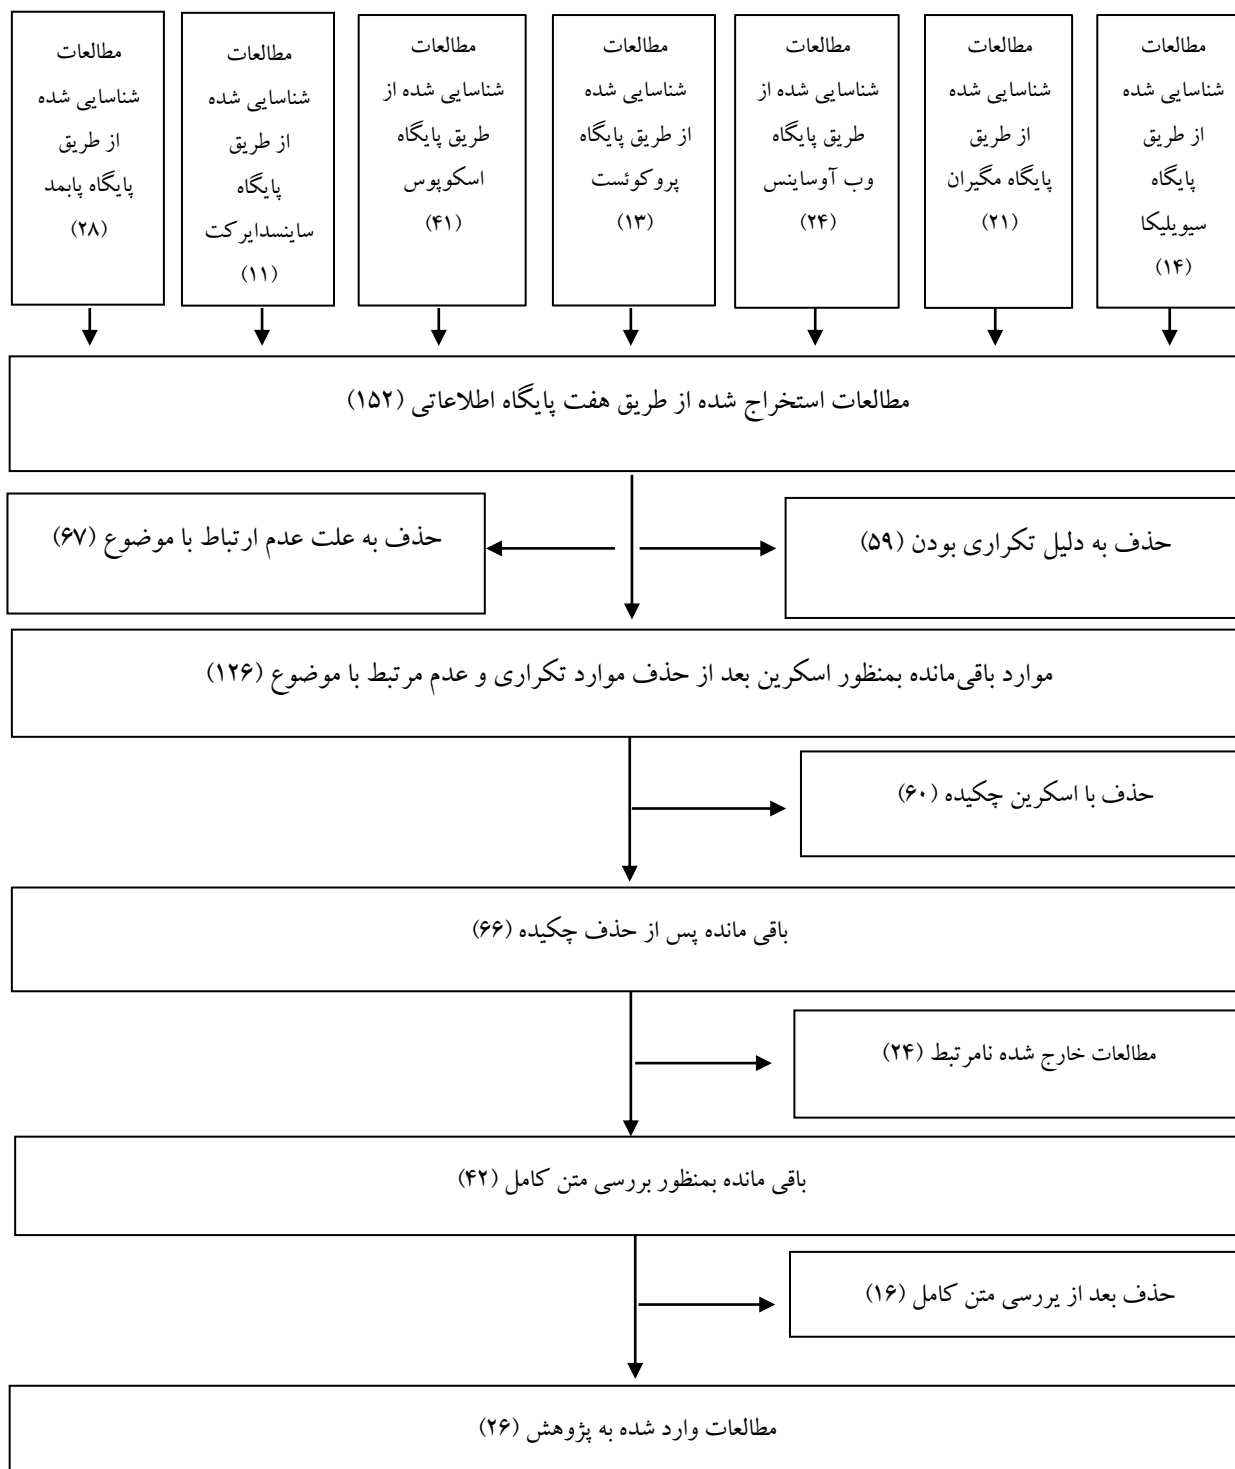 مطالعات
شناسایی شده
از طریق
پایگاه
سیویلیکا
(۱۴)
مطالعات
شناسایی شده
از طریق
پایگاه مگیران
(۲۱)
مطالعات
شناسایی شده از
طریق پایگاه
وب آوساینس
(۲۴)
مطالعات
شناسایی شده
از طریق پایگاه
پروکوئست
(۱۳)
مطالعات
شناسایی شده از
طریق پایگاه
اسکوپوس
(۴۱)
مطالعات
شناسایی شده
از طریق
پایگاه
ساینسدایرکت
(۱۱)
مطالعات
شناسایی شده
از طریق
پایگاه پابمد
(۲۸)
مطالعات استخراج شده از طریق هفت پایگاه اطلاعاتی (۱۵۲)
حذف به دلیل تکراری بودن (۵۹)
حذف به علت عدم ارتباط با موضوع (۶۷)
موارد باقی‌مانده بمنظور اسکرین بعد از حذف موارد تکراری و عدم مرتبط با موضوع (۱۲۶)
حذف با اسکرین چکیده (۶۰)
باقی مانده پس از حذف چکیده (۶۶)
مطالعات خارج شده نامرتبط (۲۴)
باقی مانده بمنظور بررسی متن کامل (۴۲)
حذف بعد از یررسی متن کامل (۱۶)
مطالعات وارد شده به پژوهش (۲۶)